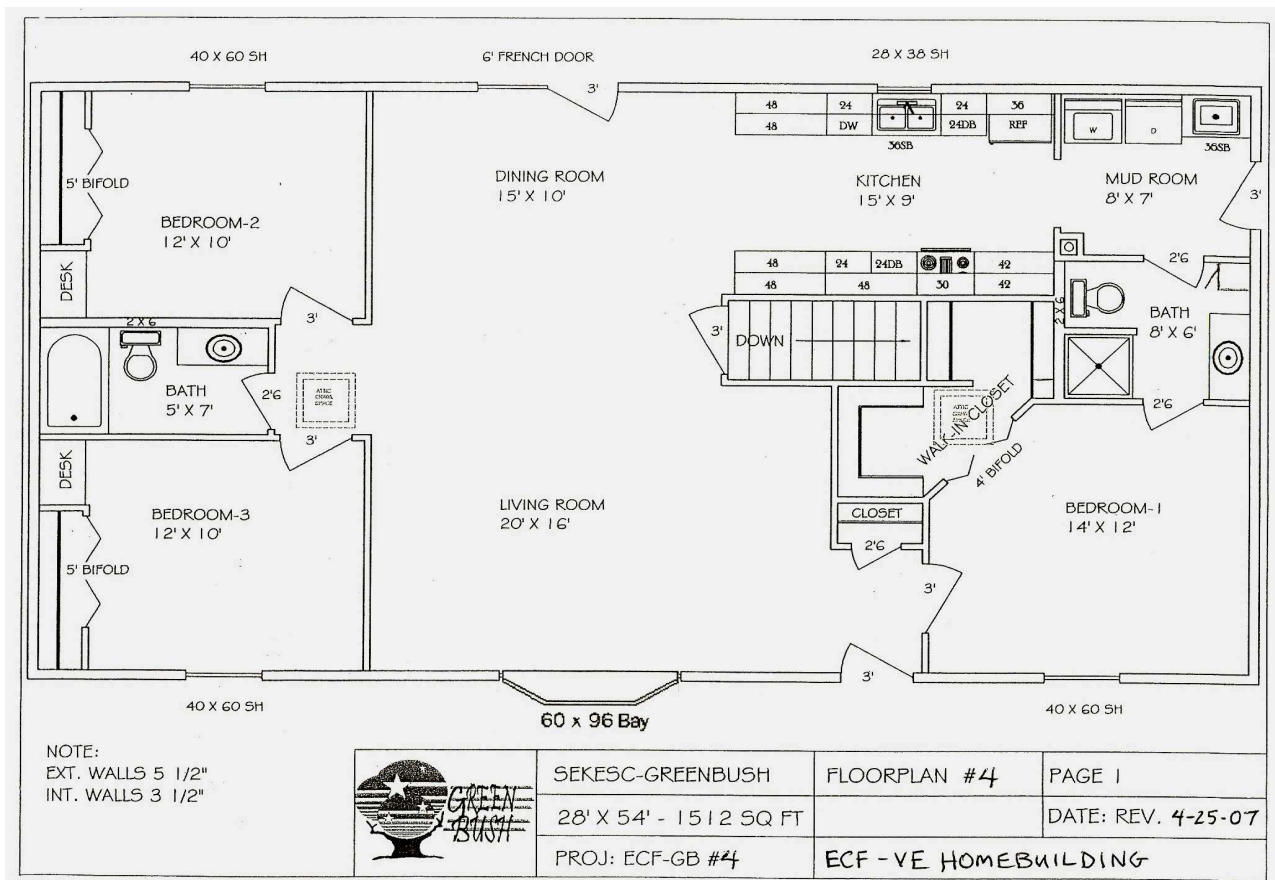 40 X 60 SH
6' FRENCH DOOR
28 X 38 SH
3'
48
24
24
36
48
DW
24DB
REF
36SB
W
D
36SB
5' BIFOLD
DINING ROOM
15' X 10'
KITCHEN
15' X 9'
MUD ROOM
8' X 7'
3'
BEDROOM-2
12' X 10'
DESK
2'6
48
24
24DB
42
48
48
30
42
3'
2 X 6
3'
DOWN
2 X 6
BATH
8' X 6'
BATH
5' X 7'
2'6
ATTIC
SPACE
3'
WALK-IN-CLOSET
2'6
4' BIFOLD
DESK
BEDROOM-3
12' X 10'
LIVING ROOM
20' X 16'
CLOSET
2'6
BEDROOM-1
14' X 12'
5' BIFOLD
3'
3'
40 X 60 SH
60 x 96 Bay
40 X 60 SH
NOTE:
EXT. WALLS 5 1/2"
INT. WALLS 3 1/2"
GREEN
BUSH
SEKESC-GREENBUSH
FLOORPLAN #4
PAGE 1
28' X 54' - 1512 SQ FT
DATE: REV. 4-25-07
PROJ: ECF-GB #4
ECF-VE HOMEBUILDING